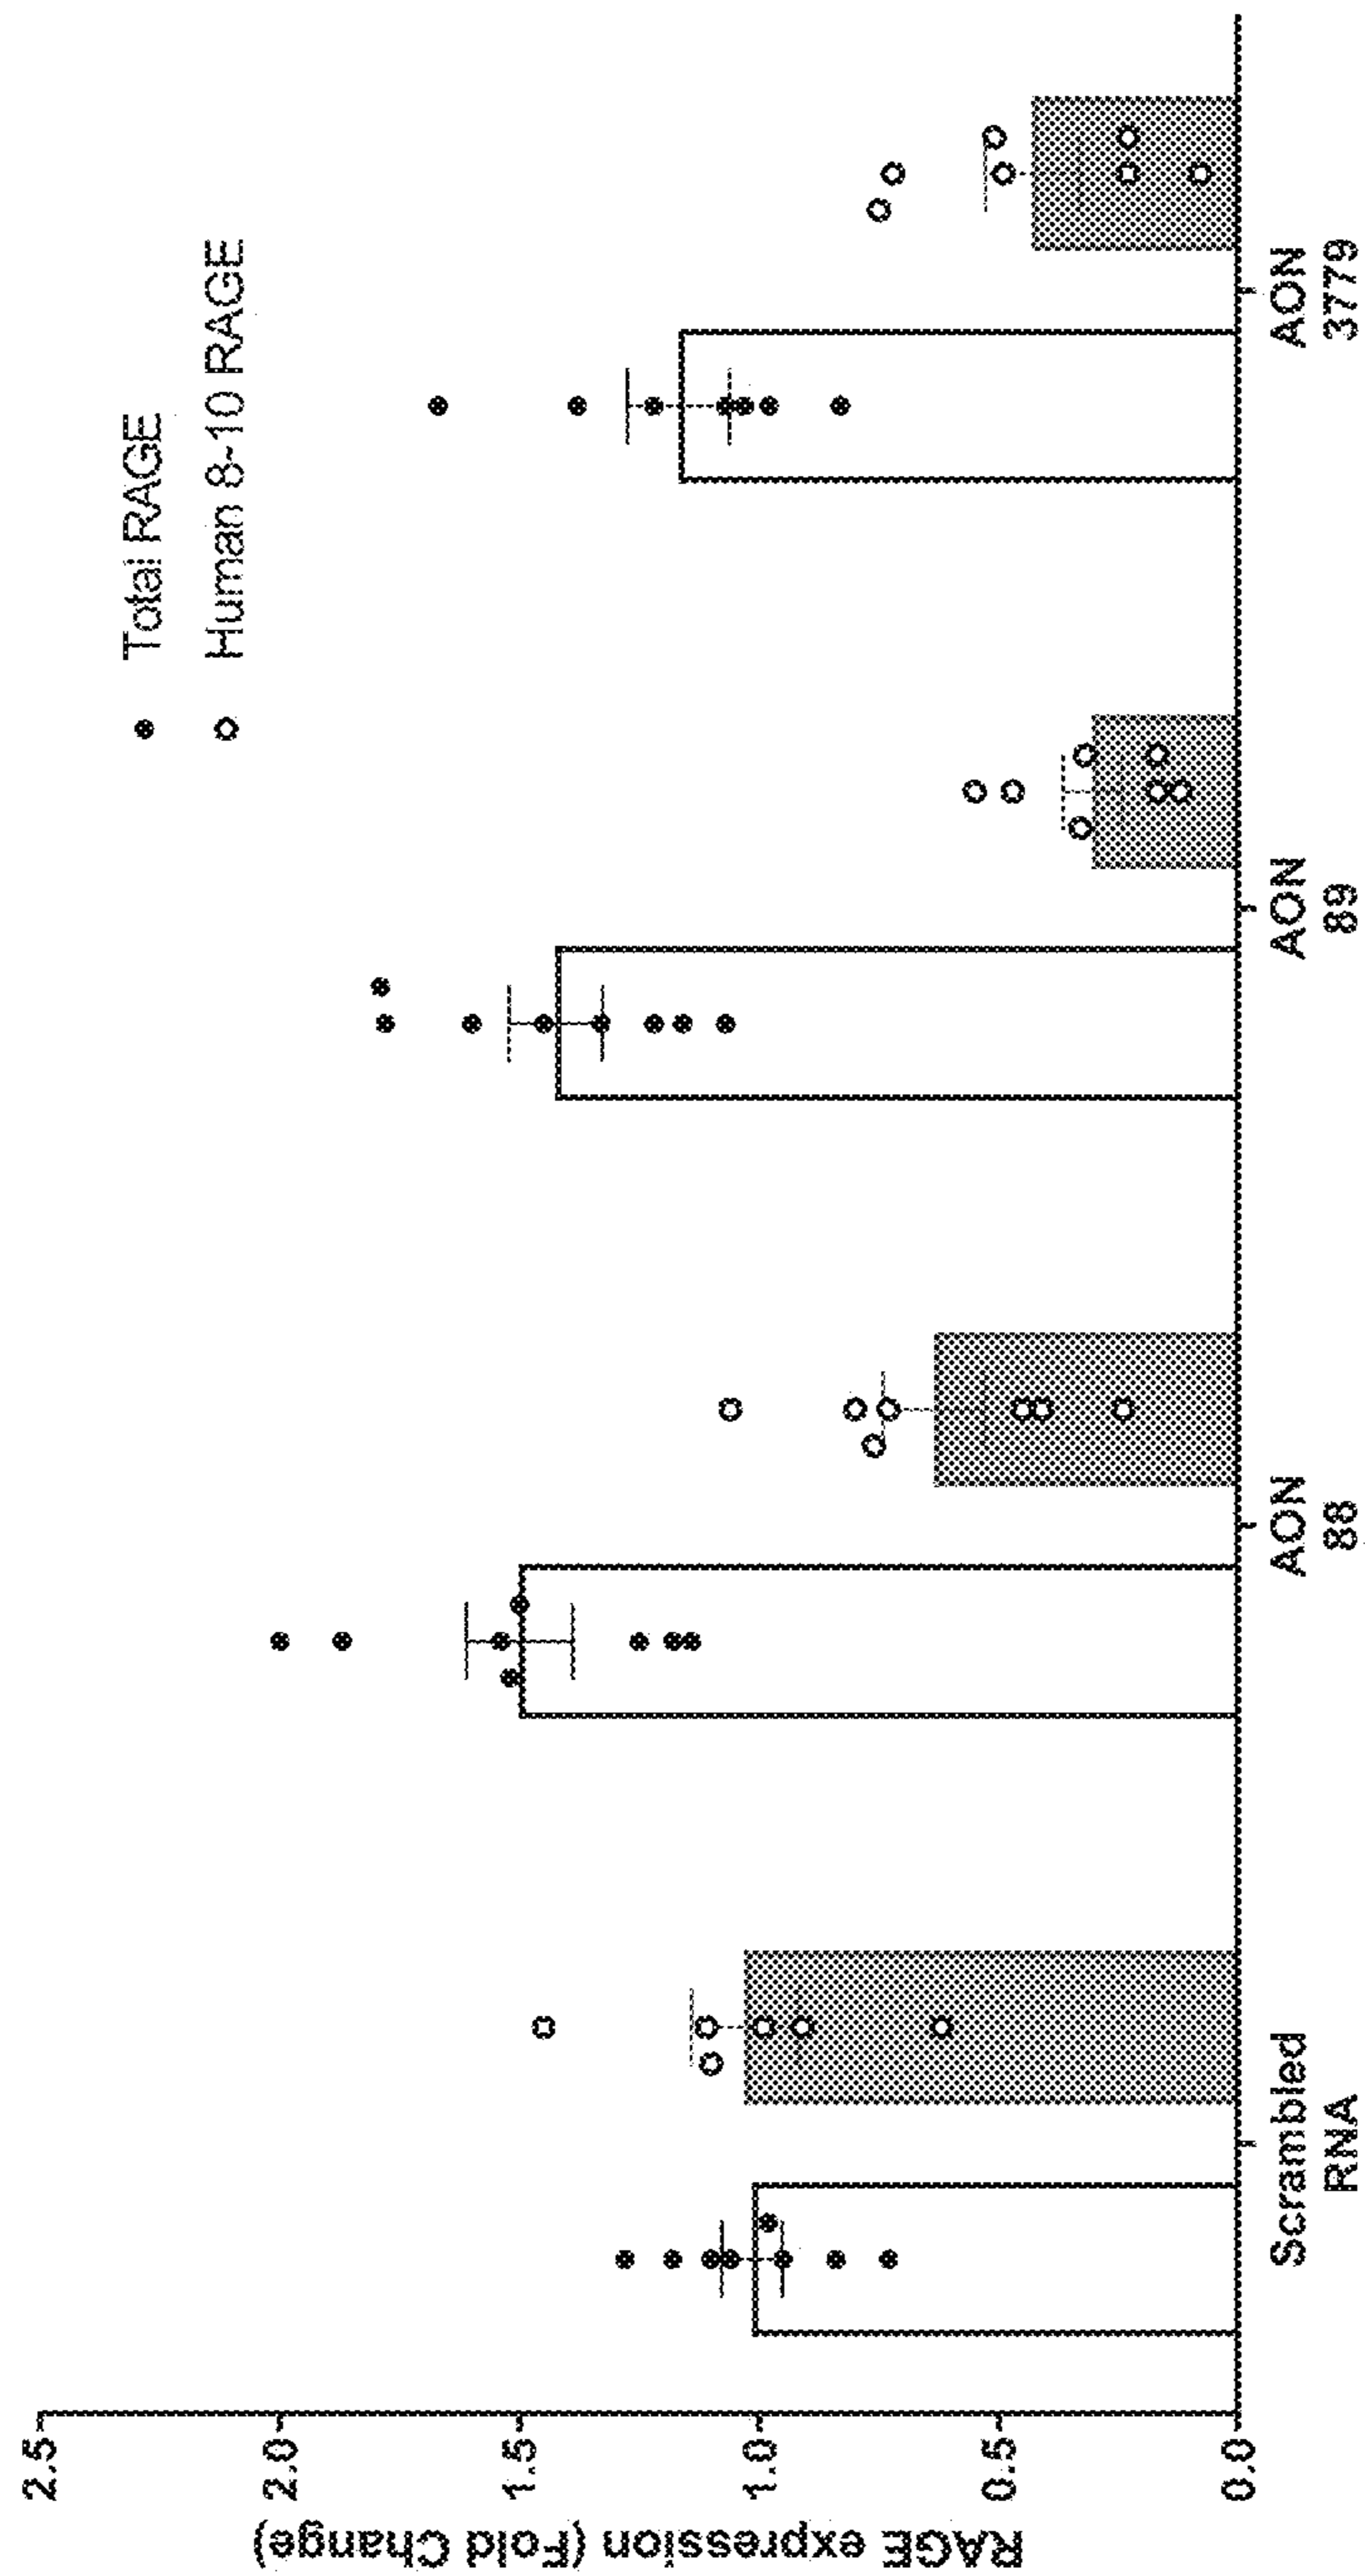 RAGE expression (Fold Change)
2.5
2.0
1.5
1.0
0.5
0.0
Total RAGE
Human 8-10 RAGE
Scrambled
RNA
AON
88
AON
89
AON
3779